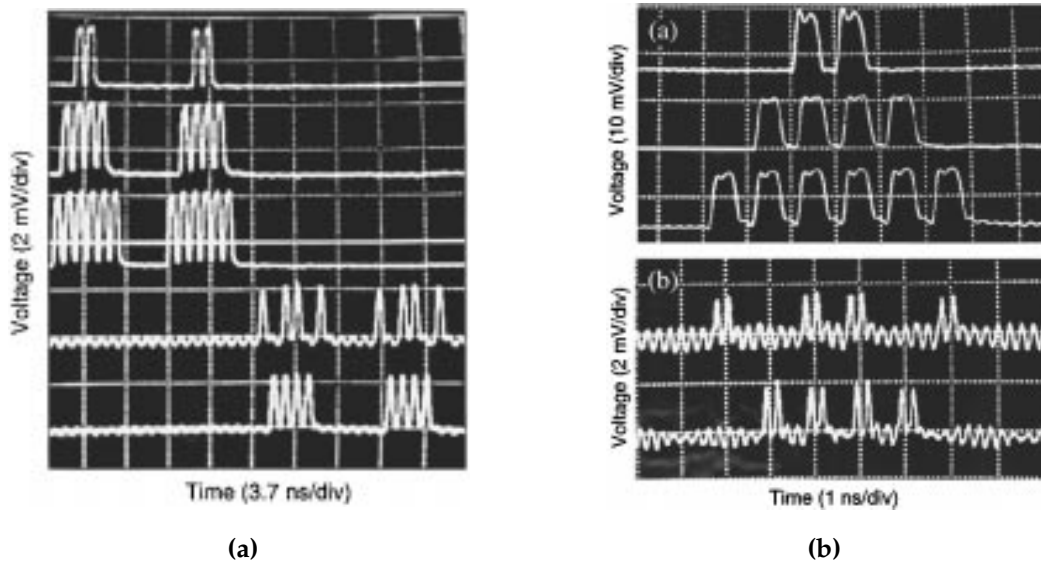 Voltage (2 mV/div)
Time (3.7 ns/div)
(a)
(a)
Voltage (10 mV/div)
(b)
Voltage (2 mV/div)
Time (1 ns/div)
(b)